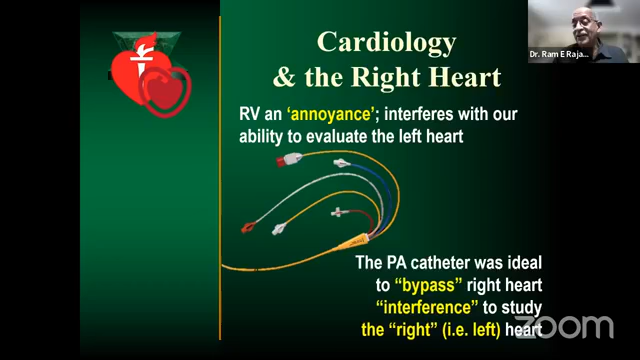 Cardiology
& the Right Heart
Dr. Ram E Raja...
RV an ‘annoyance’; interferes with our
ability to evaluate the left heart
The PA catheter was ideal
to “bypass” right heart
“interference” to study
the “right” (i.e. left) heart
zoom